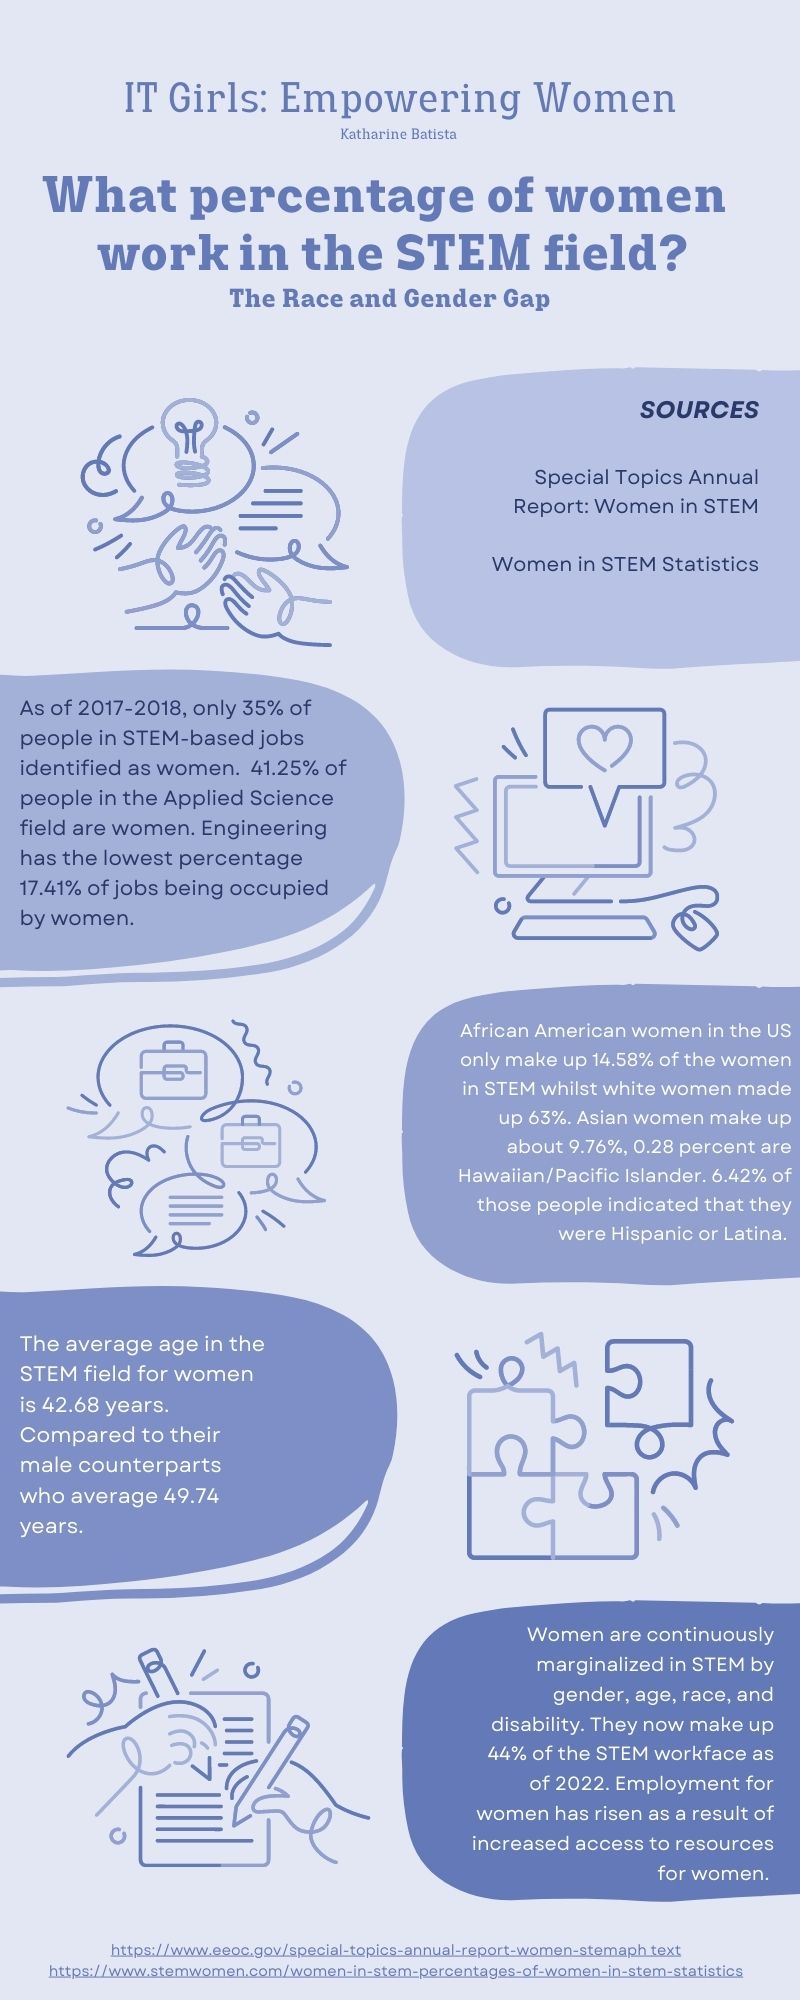 IT Girls: Empowering Women
Katharine Batista
What percentage of women
work in the STEM field?
The Race and Gender Gap
SOURCES
Special Topics Annual
Report: Women in STEM
Women in STEM Statistics
As of 2017-2018, only 35% of
people in STEM-based jobs
identified as women. 41.25% of
people in the Applied Science
field are women. Engineering
has the lowest percentage
17.41% of jobs being occupied
by women.
African American women in the US
only make up 14.58% of the women
in STEM whilst white women made
up 63%. Asian women make up
about 9.76%, 0.28 percent are
Hawaiian/Pacific Islander. 6.42% of
those people indicated that they
were Hispanic or Latina.
The average age in the
STEM field for women
is 42.68 years.
Compared to their
male counterparts
who average 49.74
years.
Women are continuously
marginalized in STEM by
gender, age, race, and
disability. They now make up
44% of the STEM workface as
of 2022. Employment for
women has risen as a result of
increased access to resources
for women.
https://www.eeoc.gov/special-topics-annual-report-women-stemaph text
https://www.stemwomen.com/women-in-stem-percentages-of-women-in-stem-statistics